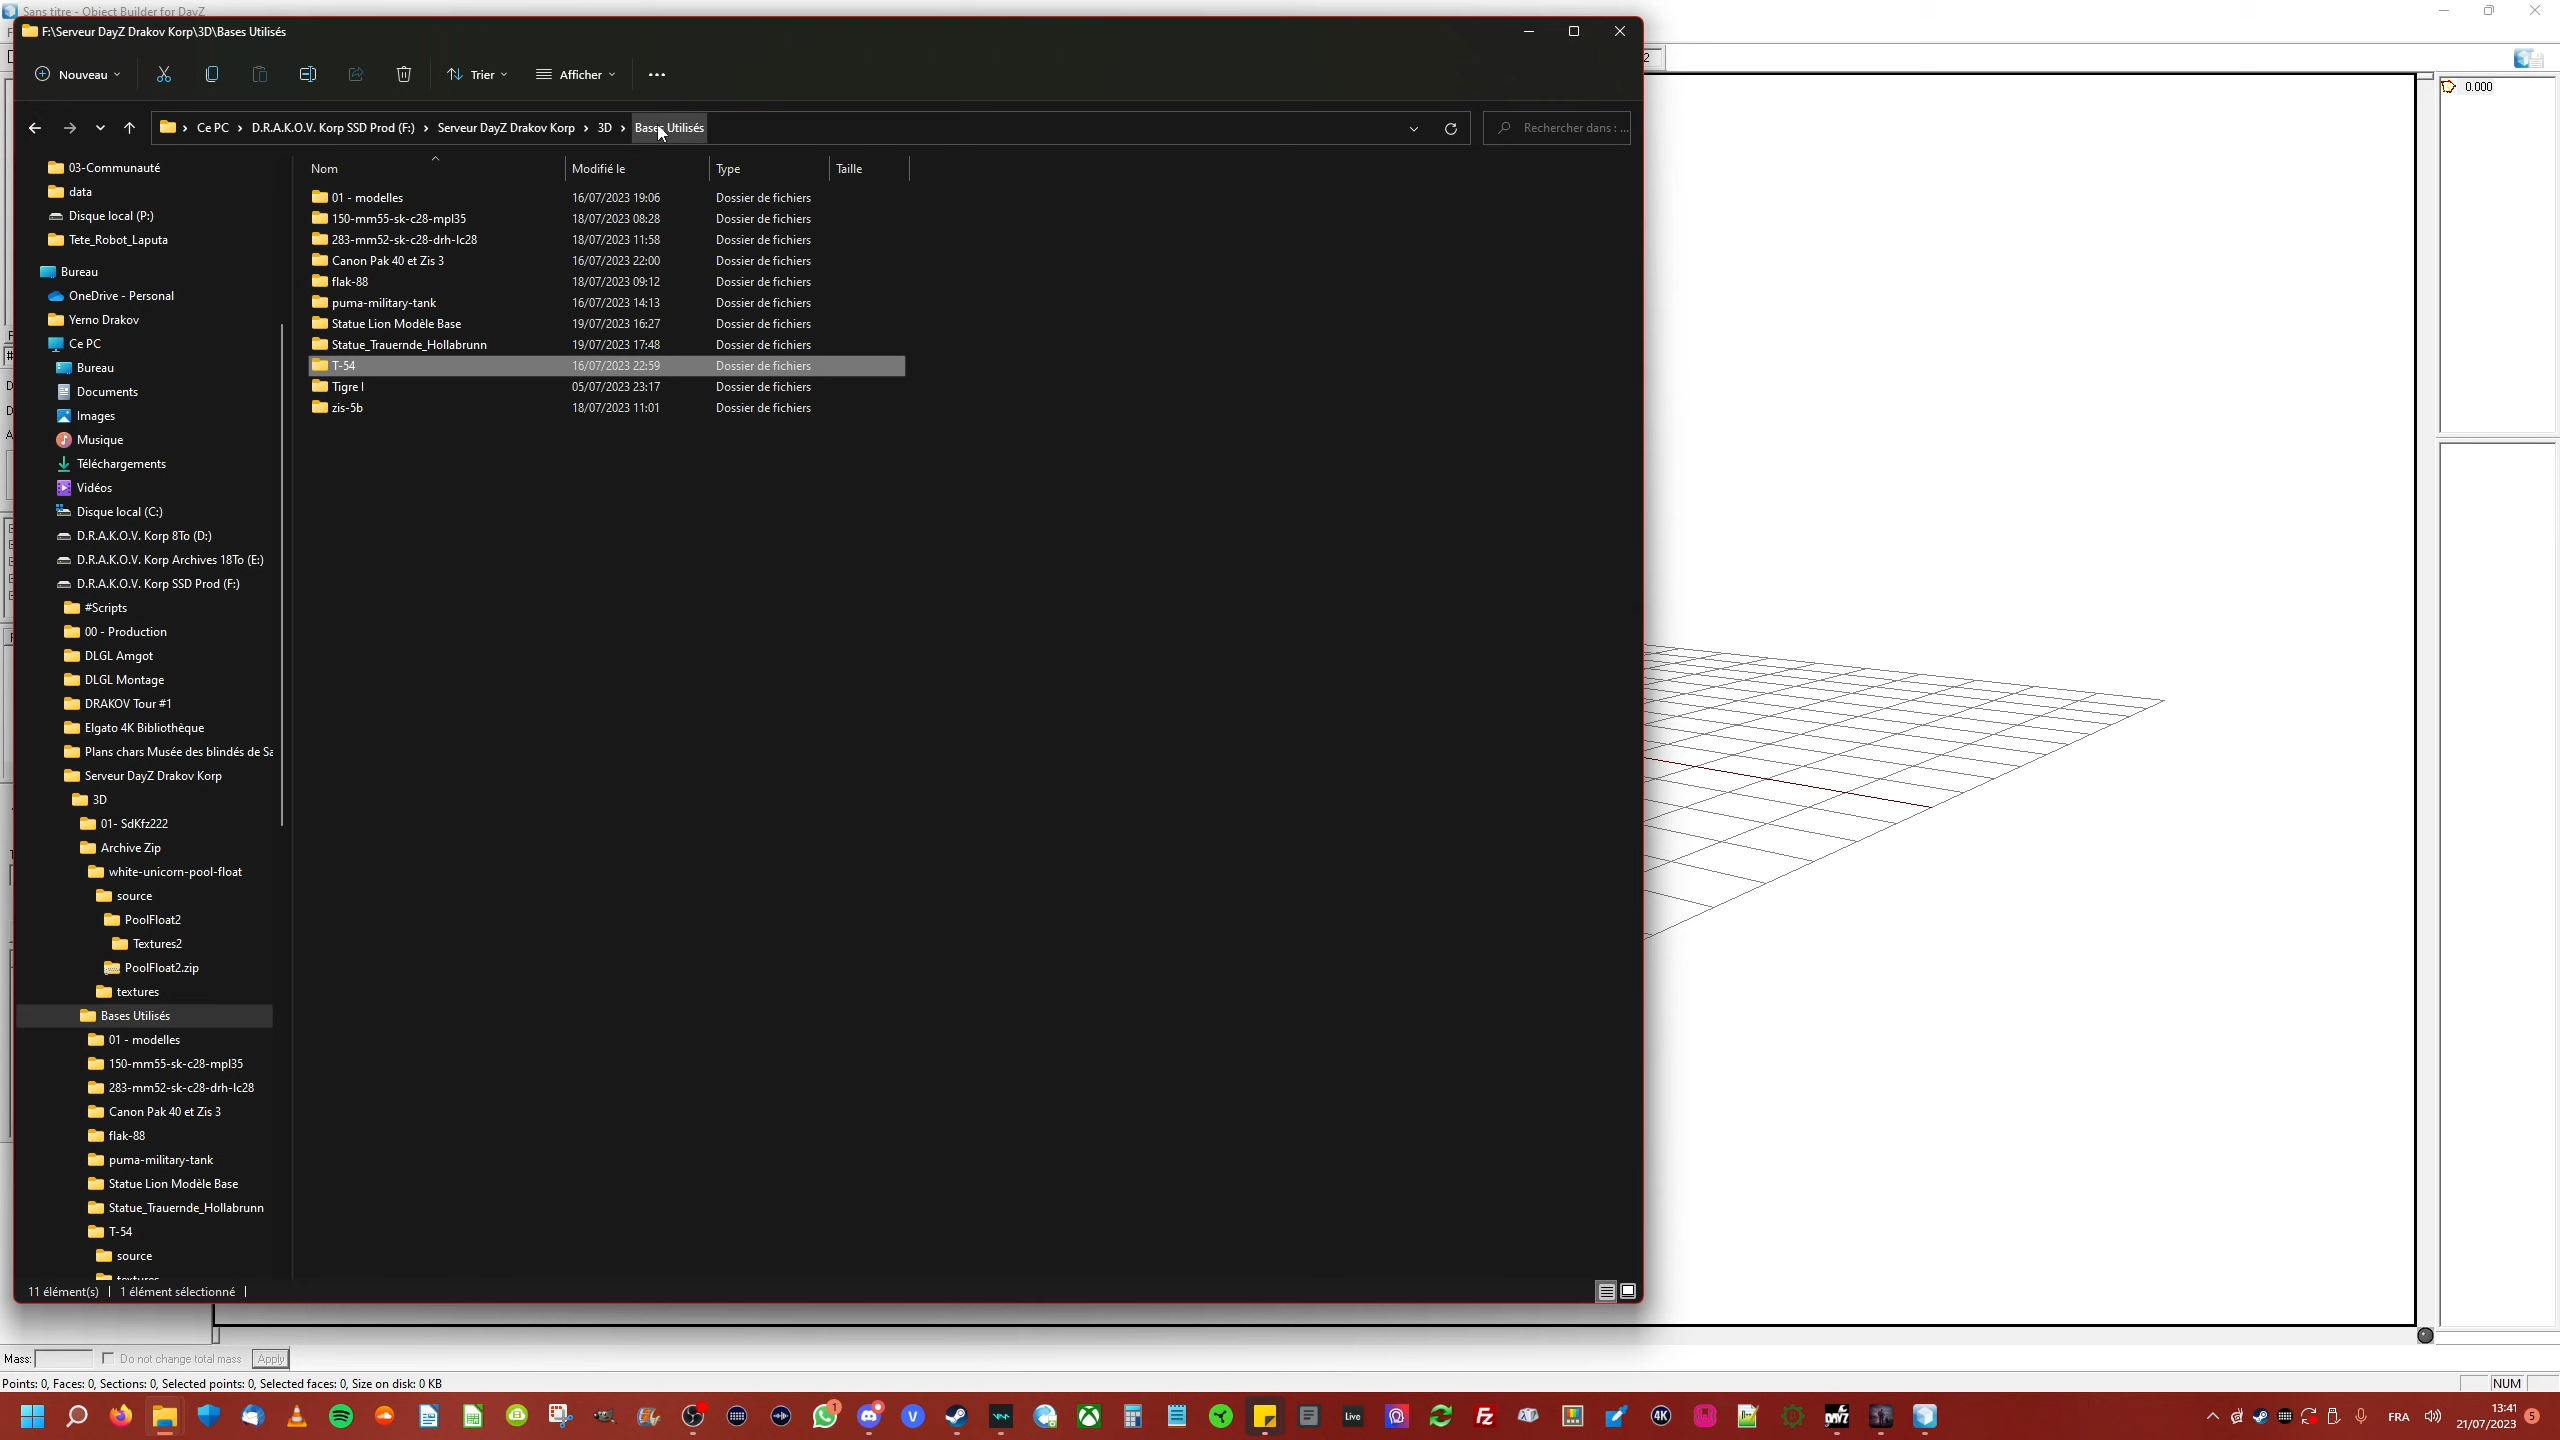 Sans titre - Object Builder for DayZ
F:\Serveur DayZ Drakov Korp\3D\Bases Utilisés
Nouveau
Trier
Afficher
2
Ce PC
D.R.A.K.O.V. Korp SSD Prod (F:)
Serveur DayZ Drakov Korp
3D
Bases Utilisés
Rechercher dans : ...
0.000
Nom
Modifié le
Type
Taille
01 - modelles 16/07/2023 19:06 Dossier de fichiers
150-mm55-sk-c28-mpl35 18/07/2023 08:28 Dossier de fichiers
283-mm52-sk-c28-drh-lc28 18/07/2023 11:58 Dossier de fichiers
Canon Pak 40 et Zis 3 16/07/2023 22:00 Dossier de fichiers
flak-88 18/07/2023 09:12 Dossier de fichiers
puma-military-tank 16/07/2023 14:13 Dossier de fichiers
Statue Lion Modèle Base 19/07/2023 16:27 Dossier de fichiers
Statue_Trauernde_Hollabrunn 19/07/2023 17:48 Dossier de fichiers
T-54 16/07/2023 22:59 Dossier de fichiers
Tigre I 05/07/2023 23:17 Dossier de fichiers
zis-5b 18/07/2023 11:01 Dossier de fichiers
03-Communauté
data
Disque local (P:)
Tete_Robot_Laputa
Bureau
OneDrive - Personal
Yerno Drakov
Ce PC
Bureau
Documents
Images
Musique
Téléchargements
Vidéos
Disque local (C:)
D.R.A.K.O.V. Korp 8To (D:)
D.R.A.K.O.V. Korp Archives 18To (E:)
D.R.A.K.O.V. Korp SSD Prod (F:)
#Scripts
00 - Production
DLGL Amgot
DLGL Montage
DRAKOV Tour #1
Elgato 4K Bibliothèque
Plans chars Musée des blindés de Sa
Serveur DayZ Drakov Korp
3D
01- SdKfz222
Archive Zip
white-unicorn-pool-float
source
PoolFloat2
Textures2
PoolFloat2.zip
textures
Bases Utilisés
01 - modelles
150-mm55-sk-c28-mpl35
283-mm52-sk-c28-drh-lc28
Canon Pak 40 et Zis 3
flak-88
puma-military-tank
Statue Lion Modèle Base
Statue_Trauernde_Hollabrunn
T-54
source
textures
11 élément(s)
1 élément sélectionné
Mass:
Do not change total mass
Apply
Points: 0, Faces: 0, Sections: 0, Selected points: 0, Selected faces: 0, Size on disk: 0 KB
NUM
1
Live
4K
FRA
13:41
21/07/2023
5